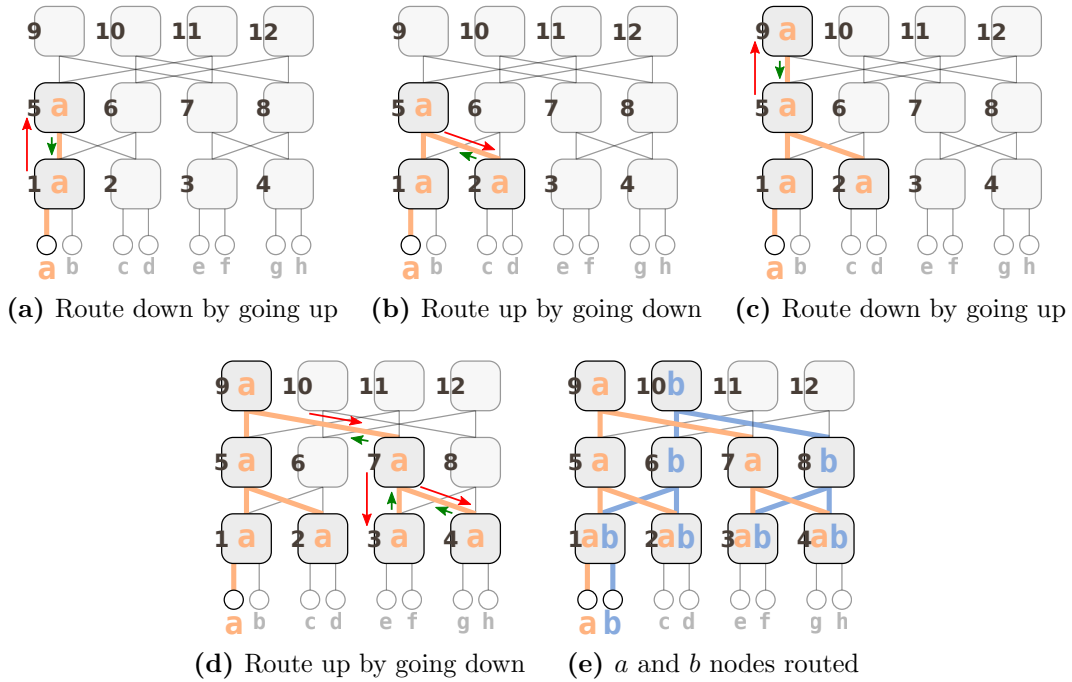 9 10 11 12 9 10 11 12 9 a 10 11 12
5 a 6 7 8 5 a 6 7 8 5 a 6 7 8
1 a 2 3 4 1 a 2 a 3 4 1 a 2 a 3 4
a b c d e f g h a b c d e f g h a b c d e f g h
(a) Route down by going up (b) Route up by going down (c) Route down by going up
9 a 10 11 12 9 a 10 b 11 12
5 a 6 7 a 8 5 a 6 b 7 a 8 b
1 a 2 a 3 a 4 a 1 a b 2 a b 3 a b 4 a b
a b c d e f g h a b c d e f g h
(d) Route up by going down (e) a and b nodes routed